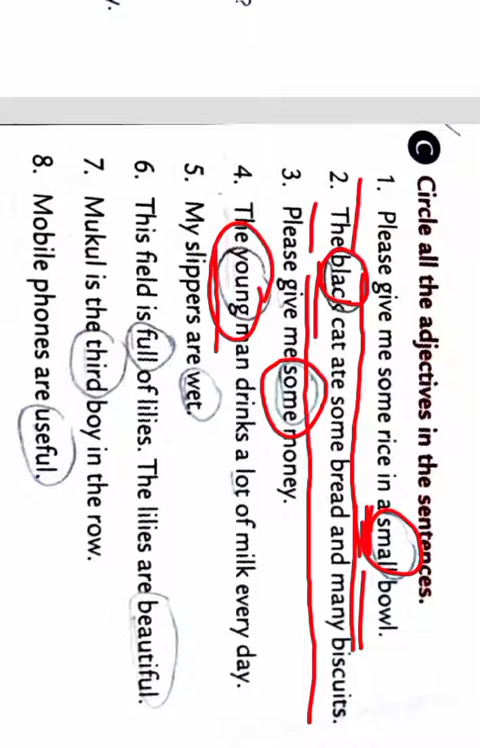 C Circle all the adjectives in the sentences.
1. Please give me some rice in a small bowl.
2. The black cat ate some bread and many biscuits.
3. Please give me some money.
4. The young man drinks a lot of milk every day.
5. My slippers are wet.
6. This field is full of lilies. The lilies are beautiful.
7. Mukul is the third boy in the row.
8. Mobile phones are useful.